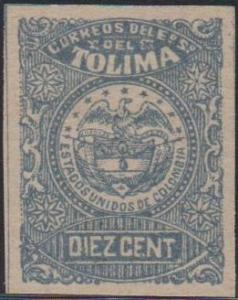 CORREOS DEL E.º S.º
DEL
TOLIMA
ESTADOS UNIDOS DE COLOMBIA
DIEZ CENT